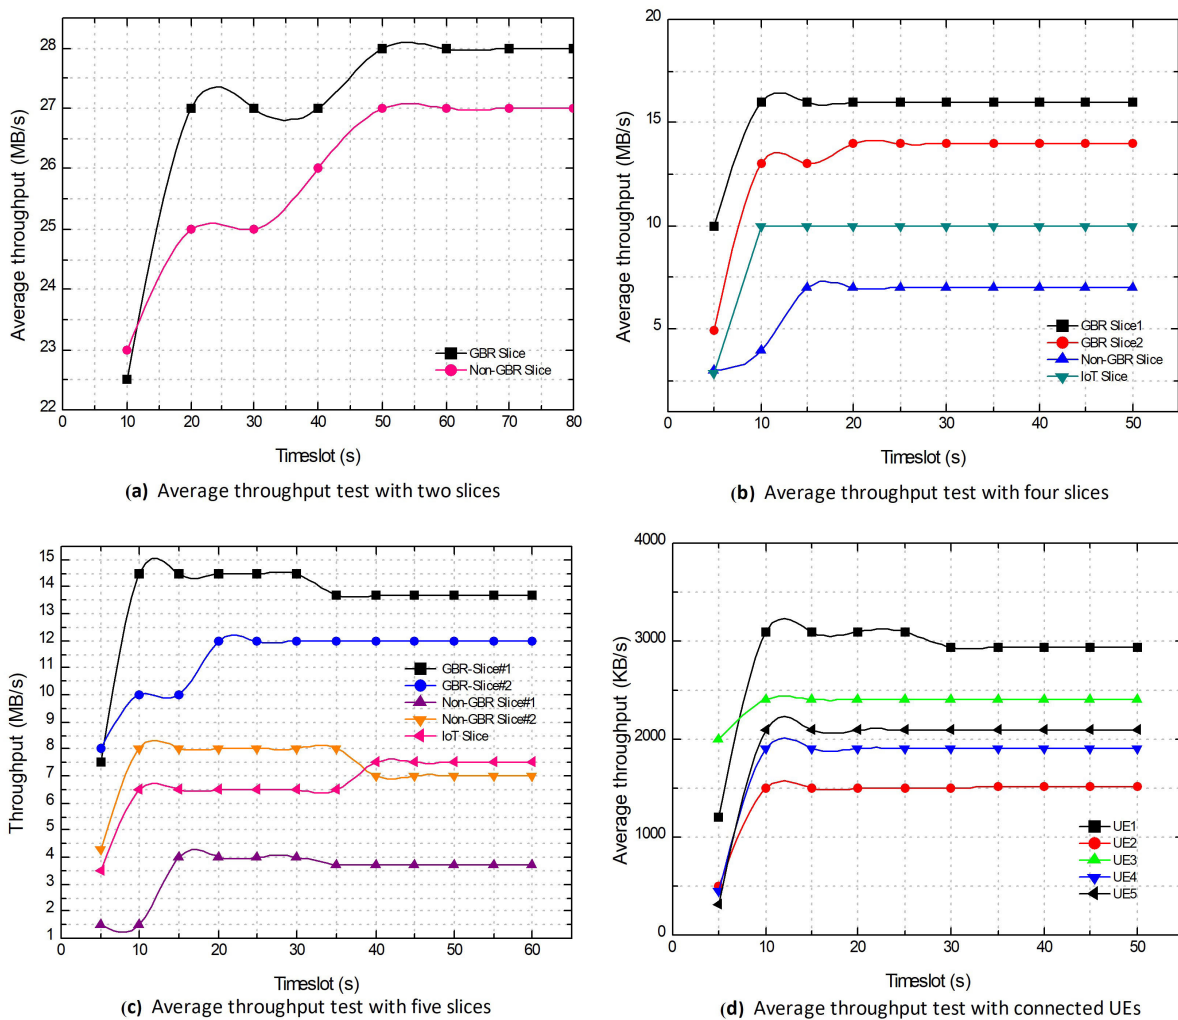 Average throughput (MB/s)
28
27
26
25
24
23
22
0 10 20 30 40 50 60 70 80
GBR Slice
Non-GBR Slice
Timeslot (s)
(a) Average throughput test with two slices
Average throughput (MB/s)
20
15
10
5
0 10 20 30 40 50
GBR Slice1
GBR Slice2
Non-GBR Slice
IoT Slice
Timeslot (s)
(b) Average throughput test with four slices
Throughput (MB/s)
15
14
13
12
11
10
9
8
7
6
5
4
3
2
1
0 10 20 30 40 50 60
GBR-Slice#1
GBR-Slice#2
Non-GBR Slice#1
Non-GBR Slice#2
IoT Slice
Timeslot (s)
(c) Average throughput test with five slices
Average throughput (KB/s)
4000
3000
2000
1000
0
0 10 20 30 40 50
UE1
UE2
UE3
UE4
UE5
Timeslot (s)
(d) Average throughput test with connected UEs